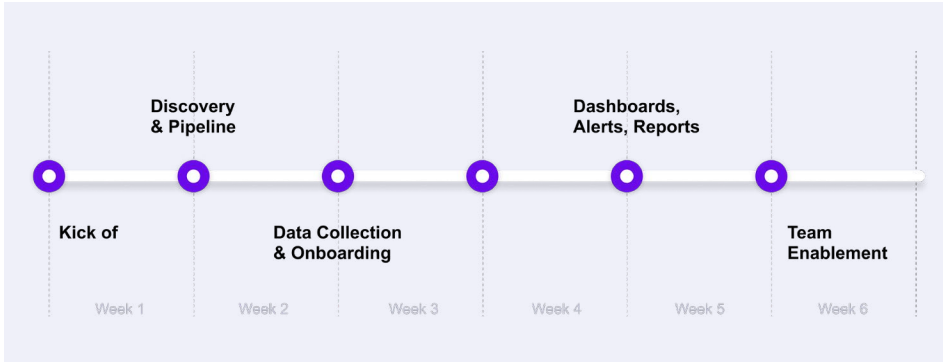 Discovery
& Pipeline
Dashboards,
Alerts, Reports
Kick of
Data Collection
& Onboarding
Team
Enablement
Week 1
Week 2
Week 3
Week 4
Week 5
Week 6